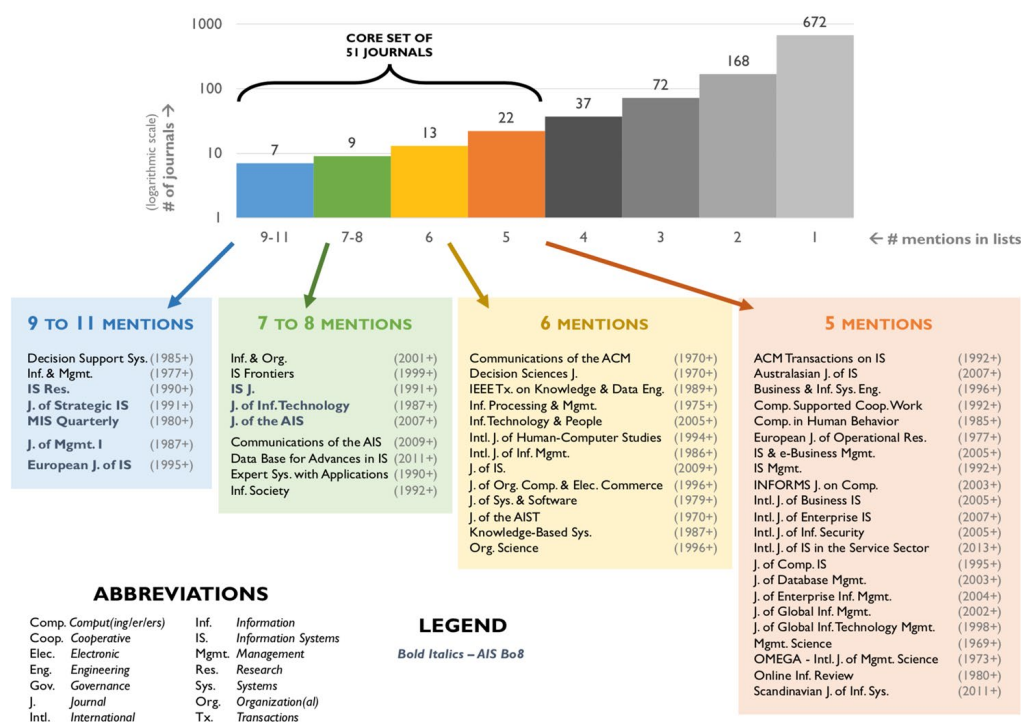 1000
100
10
1
(logarithmic scale)
# of journals →
CORE SET OF
51 JOURNALS
7
9
13
22
37
72
168
672
9-11
7-8
6
5
4
3
2
1
← # mentions in lists
9 TO 11 MENTIONS
Decision Support Sys. (1985+)
Inf. & Mgmt. (1977+)
IS Res. (1990+)
J. of Strategic IS (1991+)
MIS Quarterly (1980+)
J. of Mgmt. I (1987+)
European J. of IS (1995+)
7 TO 8 MENTIONS
Inf. & Org. (2001+)
IS Frontiers (1999+)
IS J. (1991+)
J. of Inf. Technology (1987+)
J. of the AIS (2007+)
Communications of the AIS (2009+)
Data Base for Advances in IS (2011+)
Expert Sys. with Applications (1990+)
Inf. Society (1992+)
6 MENTIONS
Communications of the ACM (1970+)
Decision Sciences J. (1970+)
IEEE Tx. on Knowledge & Data Eng. (1989+)
Inf. Processing & Mgmt. (1975+)
Inf. Technology & People (2005+)
Intl. J. of Human-Computer Studies (1994+)
Intl. J. of Inf. Mgmt. (1986+)
J. of IS. (2009+)
J. of Org. Comp. & Elec. Commerce (1996+)
J. of Sys. & Software (1979+)
J. of the AIST (1970+)
Knowledge-Based Sys. (1987+)
Org. Science (1996+)
5 MENTIONS
ACM Transactions on IS (1992+)
Australasian J. of IS (2007+)
Business & Inf. Sys. Eng. (1996+)
Comp. Supported Coop. Work (1992+)
Comp. in Human Behavior (1985+)
European J. of Operational Res. (1977+)
IS & e-Business Mgmt. (2005+)
IS Mgmt. (1992+)
INFORMS J. on Comp. (2003+)
Intl. J. of Business IS (2005+)
Intl. J. of Enterprise IS (2007+)
Intl. J. of Inf. Security (2005+)
Intl. J. of IS in the Service Sector (2013+)
J. of Comp. IS (1995+)
J. of Database Mgmt. (2003+)
J. of Enterprise Inf. Mgmt. (2004+)
J. of Global Inf. Mgmt. (2002+)
J. of Global Inf. Technology Mgmt. (1998+)
Mgmt. Science (1969+)
OMEGA - Intl. J. of Mgmt. Science (1973+)
Online Inf. Review (1980+)
Scandinavian J. of Inf. Sys. (2011+)
ABBREVIATIONS
Comp. Comput(ing/er/ers)
Coop. Cooperative
Elec. Electronic
Eng. Engineering
Gov. Governance
J. Journal
Intl. International
Inf. Information
IS. Information Systems
Mgmt. Management
Res. Research
Sys. Systems
Org. Organization(al)
Tx. Transactions
LEGEND
Bold Italics – AIS Bo8